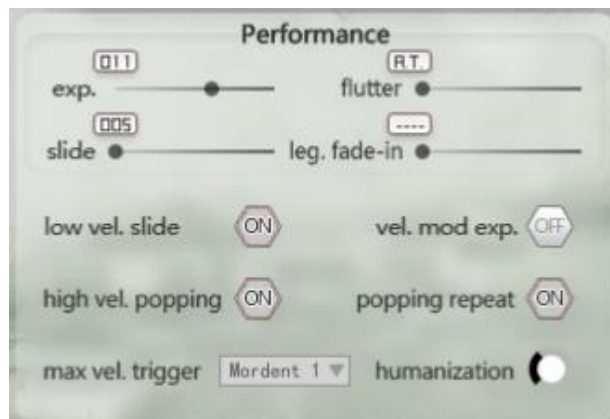 Performance
011 A.T.
exp. flutter
005 ----
slide leg. fade-in
low vel. slide ON vel. mod exp. OFF
high vel. popping ON popping repeat ON
max vel. trigger Mordent 1 humanization